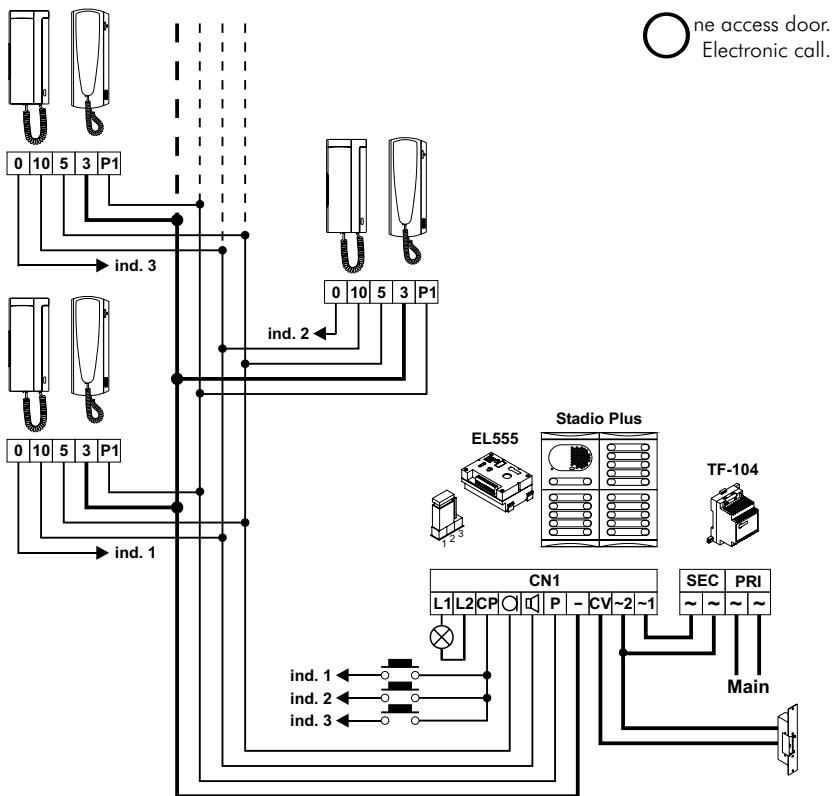 ne access door.
Electronic call.
0 10 5 3 P1
ind. 3
0 10 5 3 P1
ind. 2
0 10 5 3 P1
ind. 1
Stadio Plus
EL555
TF-104
1 2 3
CN1
SEC PRI
L1 L2 CP P – CV ~2 ~1 ~ ~ ~ ~
ind. 1
ind. 2
ind. 3
Main